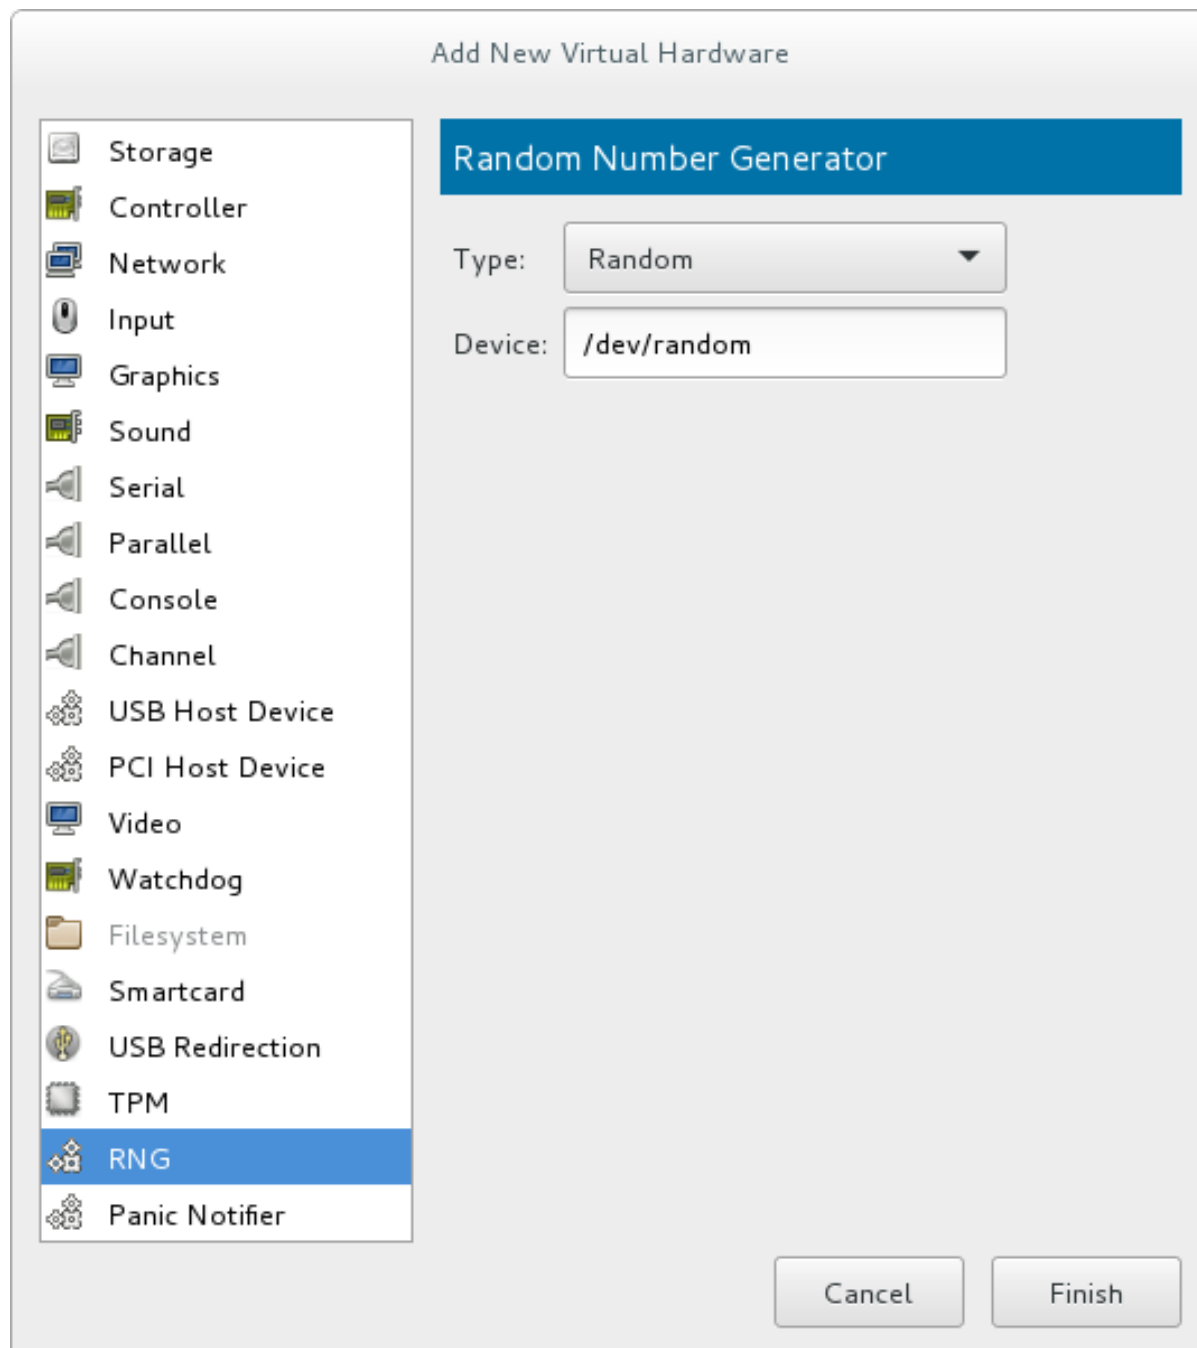 Add New Virtual Hardware
Storage
Controller
Network
Input
Graphics
Sound
Serial
Parallel
Console
Channel
USB Host Device
PCI Host Device
Video
Watchdog
Filesystem
Smartcard
USB Redirection
TPM
RNG
Panic Notifier
Random Number Generator
Type: Random
Device: /dev/random
Cancel Finish